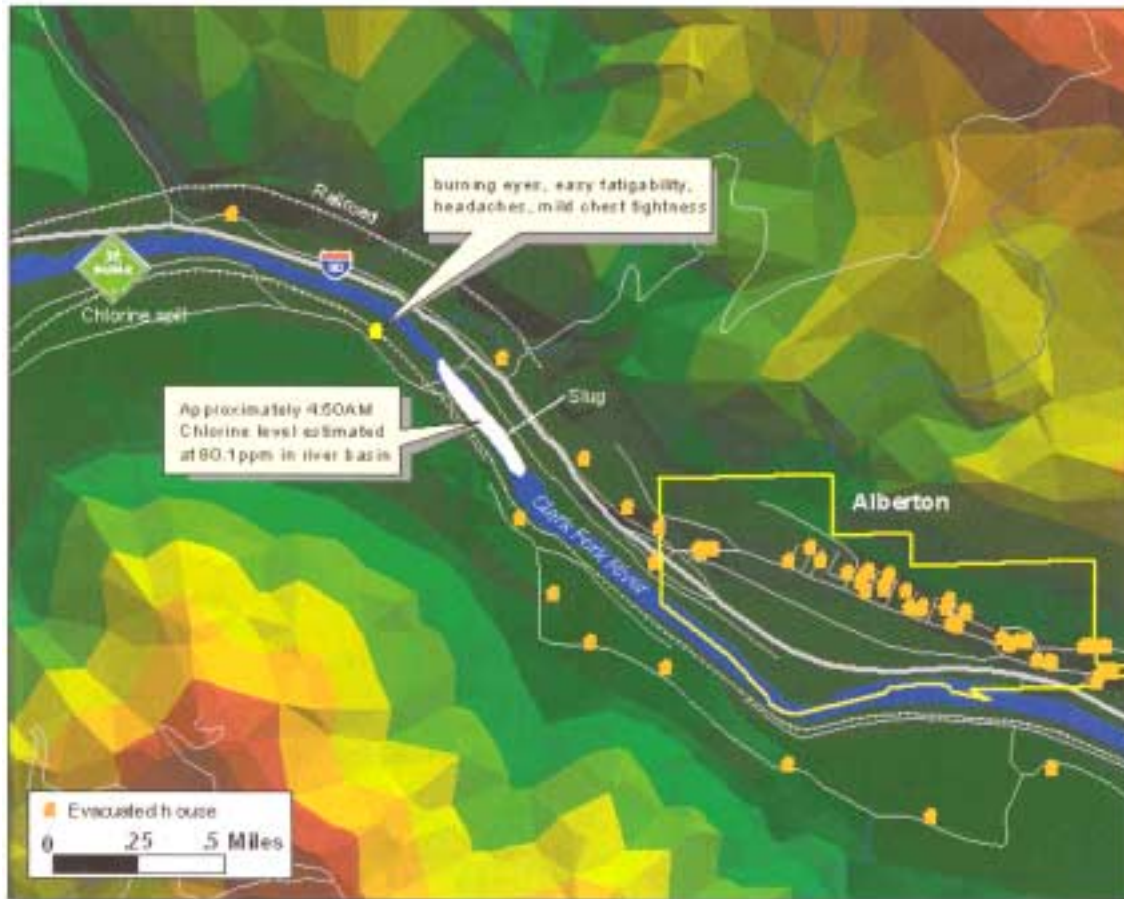 Railroad
burning eyes, easy fatigability,
headaches, mild chest tightness
Chlorine spill
Approximately 4:50AM
Chlorine level estimated
at 80.1ppm in river basin
Slug
Clark Fork River
Alberton
Evacuated house
0 .25 .5 Miles